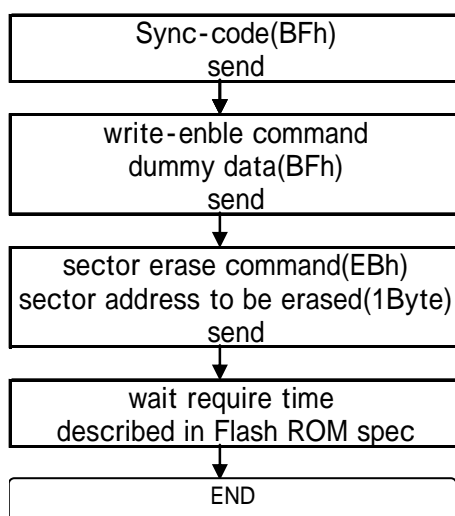 Sync-code(BFh)
send
write-enble command
dummy data(BFh)
send
sector erase command(EBh)
sector address to be erased(1Byte)
send
wait require time
described in Flash ROM spec
END